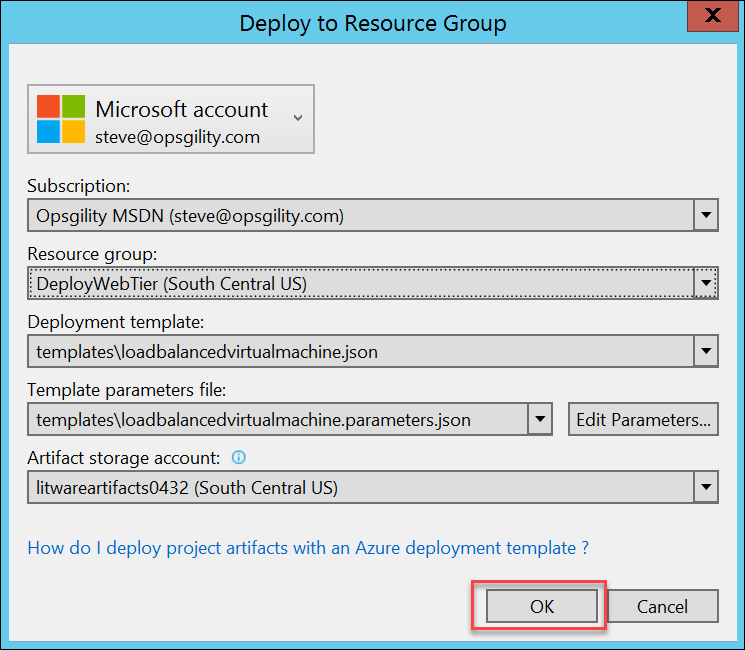 Deploy to Resource Group
X
Microsoft account
steve@opsgility.com
Subscription:
Opsgility MSDN (steve@opsgility.com)
Resource group:
DeployWebTier (South Central US)
Deployment template:
templates\loadbalancedvirtualmachine.json
Template parameters file:
templates\loadbalancedvirtualmachine.parameters.json
Edit Parameters...
Artifact storage account:
litwareartifacts0432 (South Central US)
How do I deploy project artifacts with an Azure deployment template ?
OK
Cancel